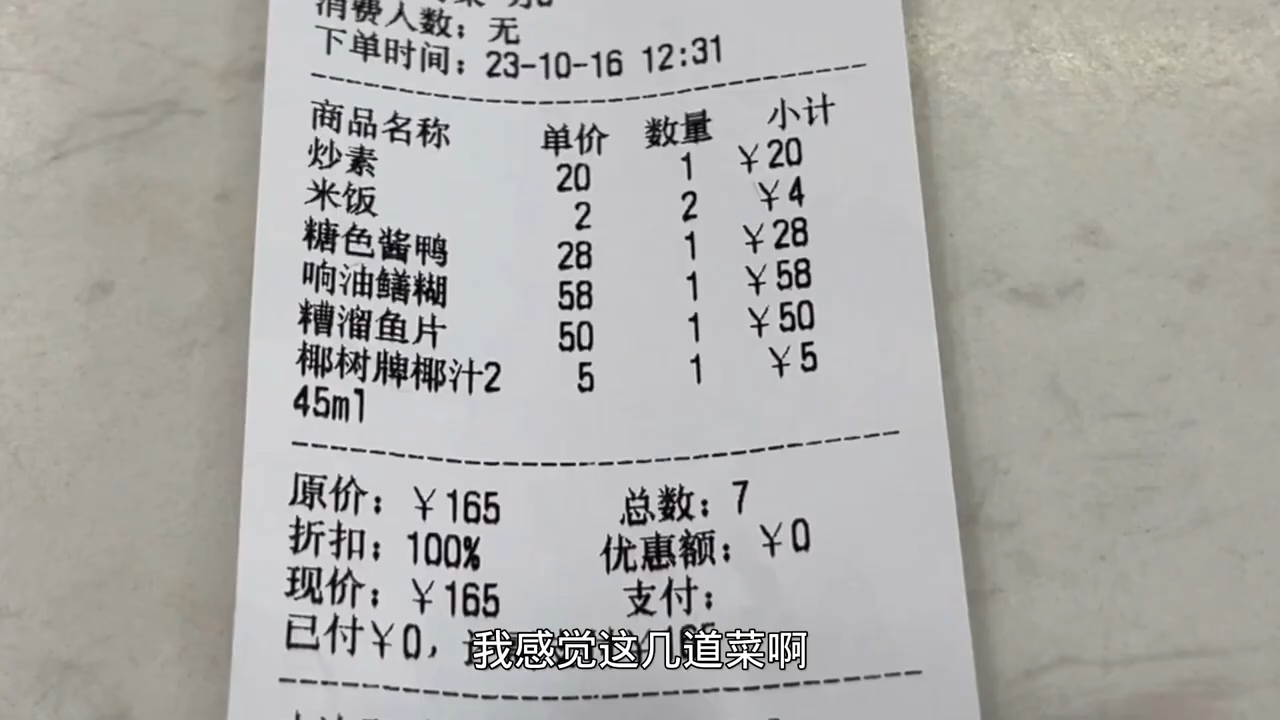 消费人数：无
下单时间：23-10-16 12:31
商品名称 单价 数量 小计
炒素 20 1 ￥20
米饭 2 2 ￥4
糖色酱鸭 28 1 ￥28
响油鳝糊 58 1 ￥58
糟溜鱼片 50 1 ￥50
椰树牌椰汁2 5 1 ￥5
45ml
原价：￥165 总数：7
折扣：100% 优惠额：￥0
现价：￥165 支付：
已付￥0，
我感觉这几道菜啊